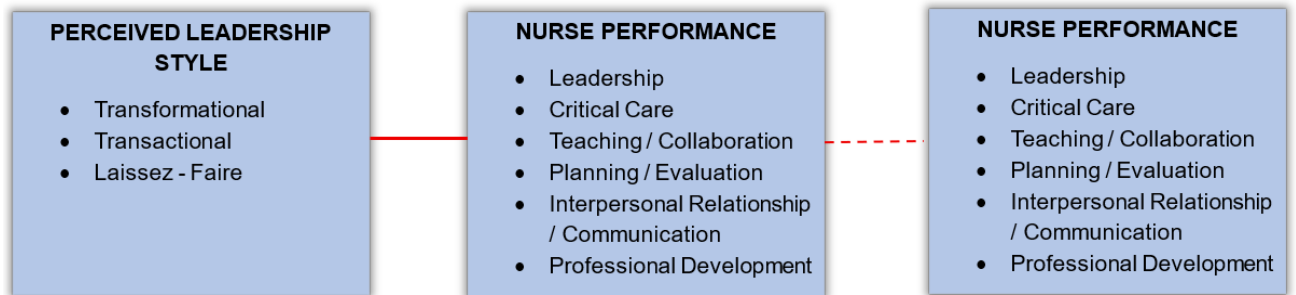 PERCEIVED LEADERSHIP
STYLE
• Transformational
• Transactional
• Laissez - Faire
NURSE PERFORMANCE
• Leadership
• Critical Care
• Teaching / Collaboration
• Planning / Evaluation
• Interpersonal Relationship
/ Communication
• Professional Development
NURSE PERFORMANCE
• Leadership
• Critical Care
• Teaching / Collaboration
• Planning / Evaluation
• Interpersonal Relationship
/ Communication
• Professional Development